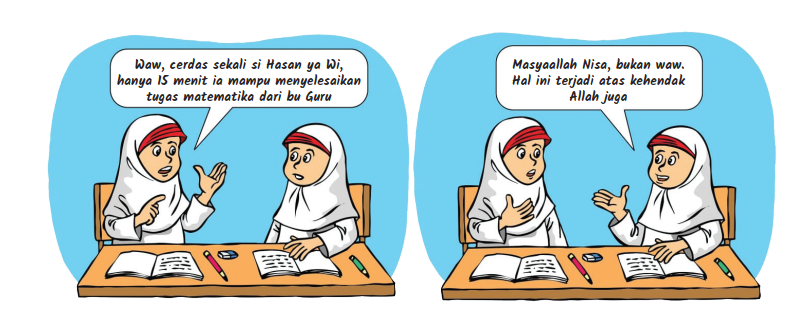 Waw, cerdas sekali si Hasan ya Wi,
hanya 15 menit ia mampu menyelesaikan
tugas matematika dari bu Guru
Masyaallah Nisa, bukan waw.
Hal ini terjadi atas kehendak
Allah juga